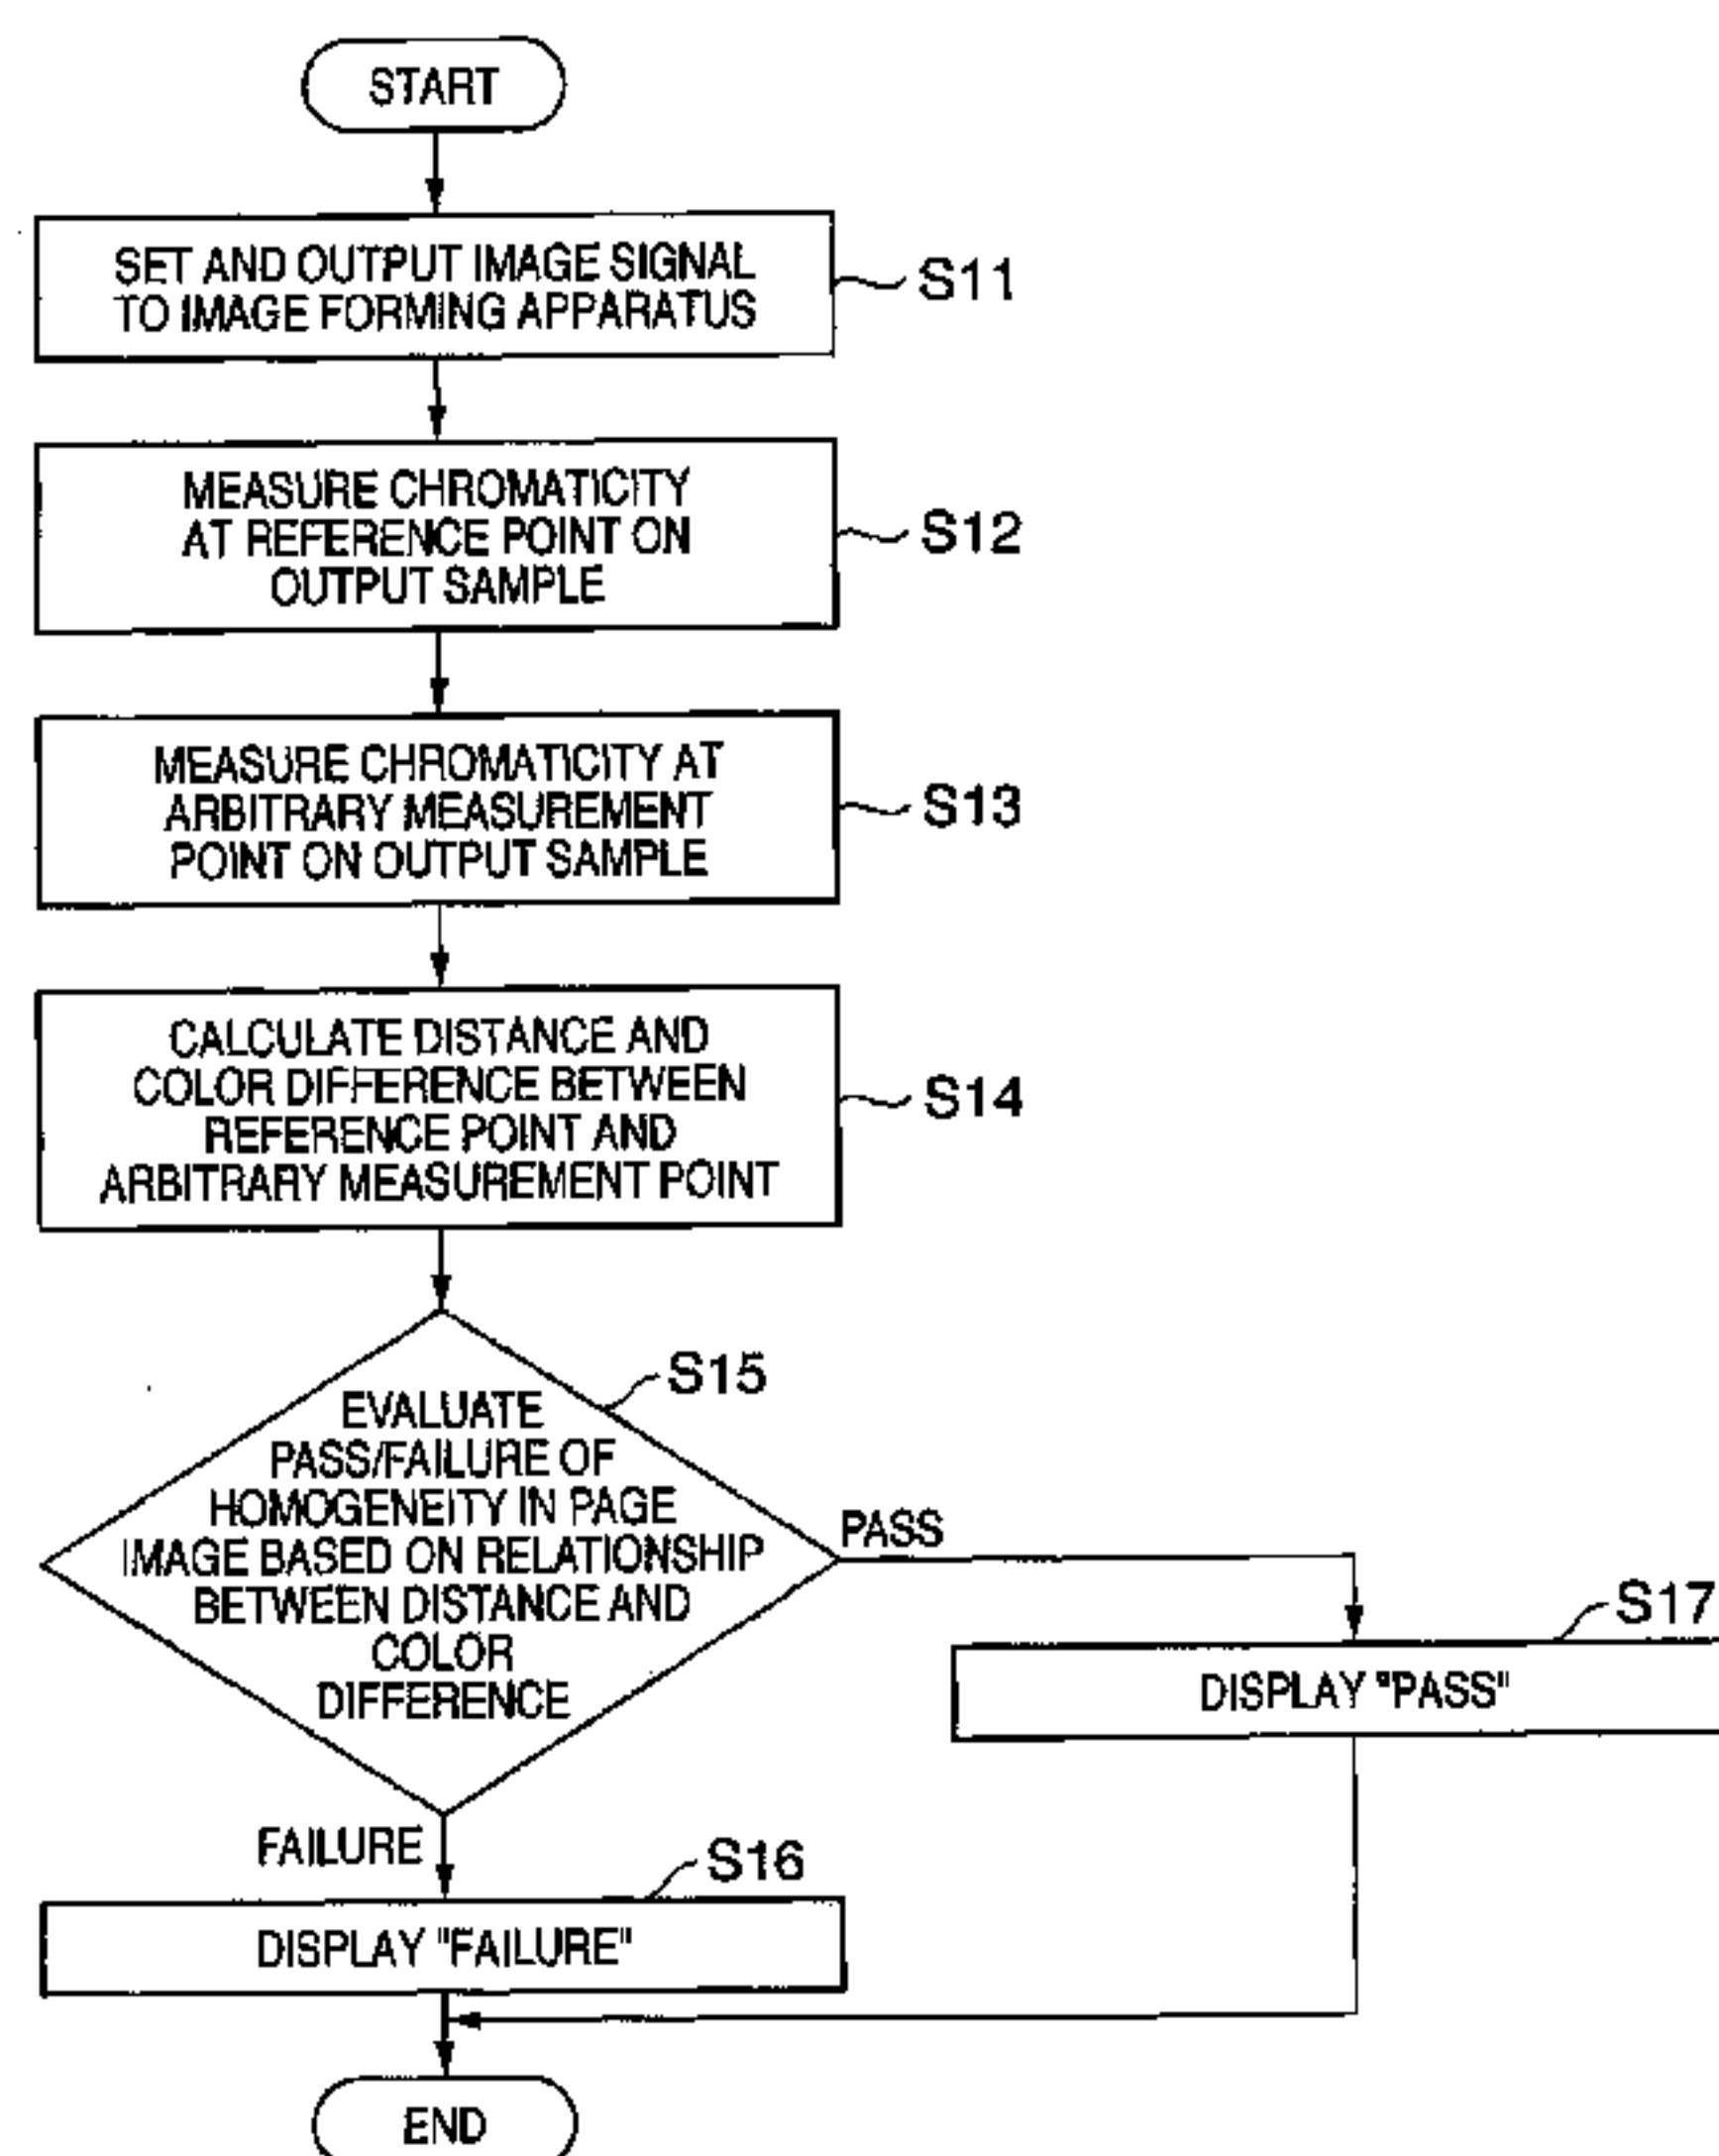 START
SET AND OUTPUT IMAGE SIGNAL
TO IMAGE FORMING APPARATUS
S11
MEASURE CHROMATICITY
AT REFERENCE POINT ON
OUTPUT SAMPLE
S12
MEASURE CHROMATICITY AT
ARBITRARY MEASUREMENT
POINT ON OUTPUT SAMPLE
S13
CALCULATE DISTANCE AND
COLOR DIFFERENCE BETWEEN
REFERENCE POINT AND
ARBITRARY MEASUREMENT POINT
S14
S15
EVALUATE
PASS/FAILURE OF
HOMOGENEITY IN PAGE
IMAGE BASED ON RELATIONSHIP
BETWEEN DISTANCE AND
COLOR
DIFFERENCE
PASS
S17
DISPLAY "PASS"
FAILURE
S16
DISPLAY "FAILURE"
END